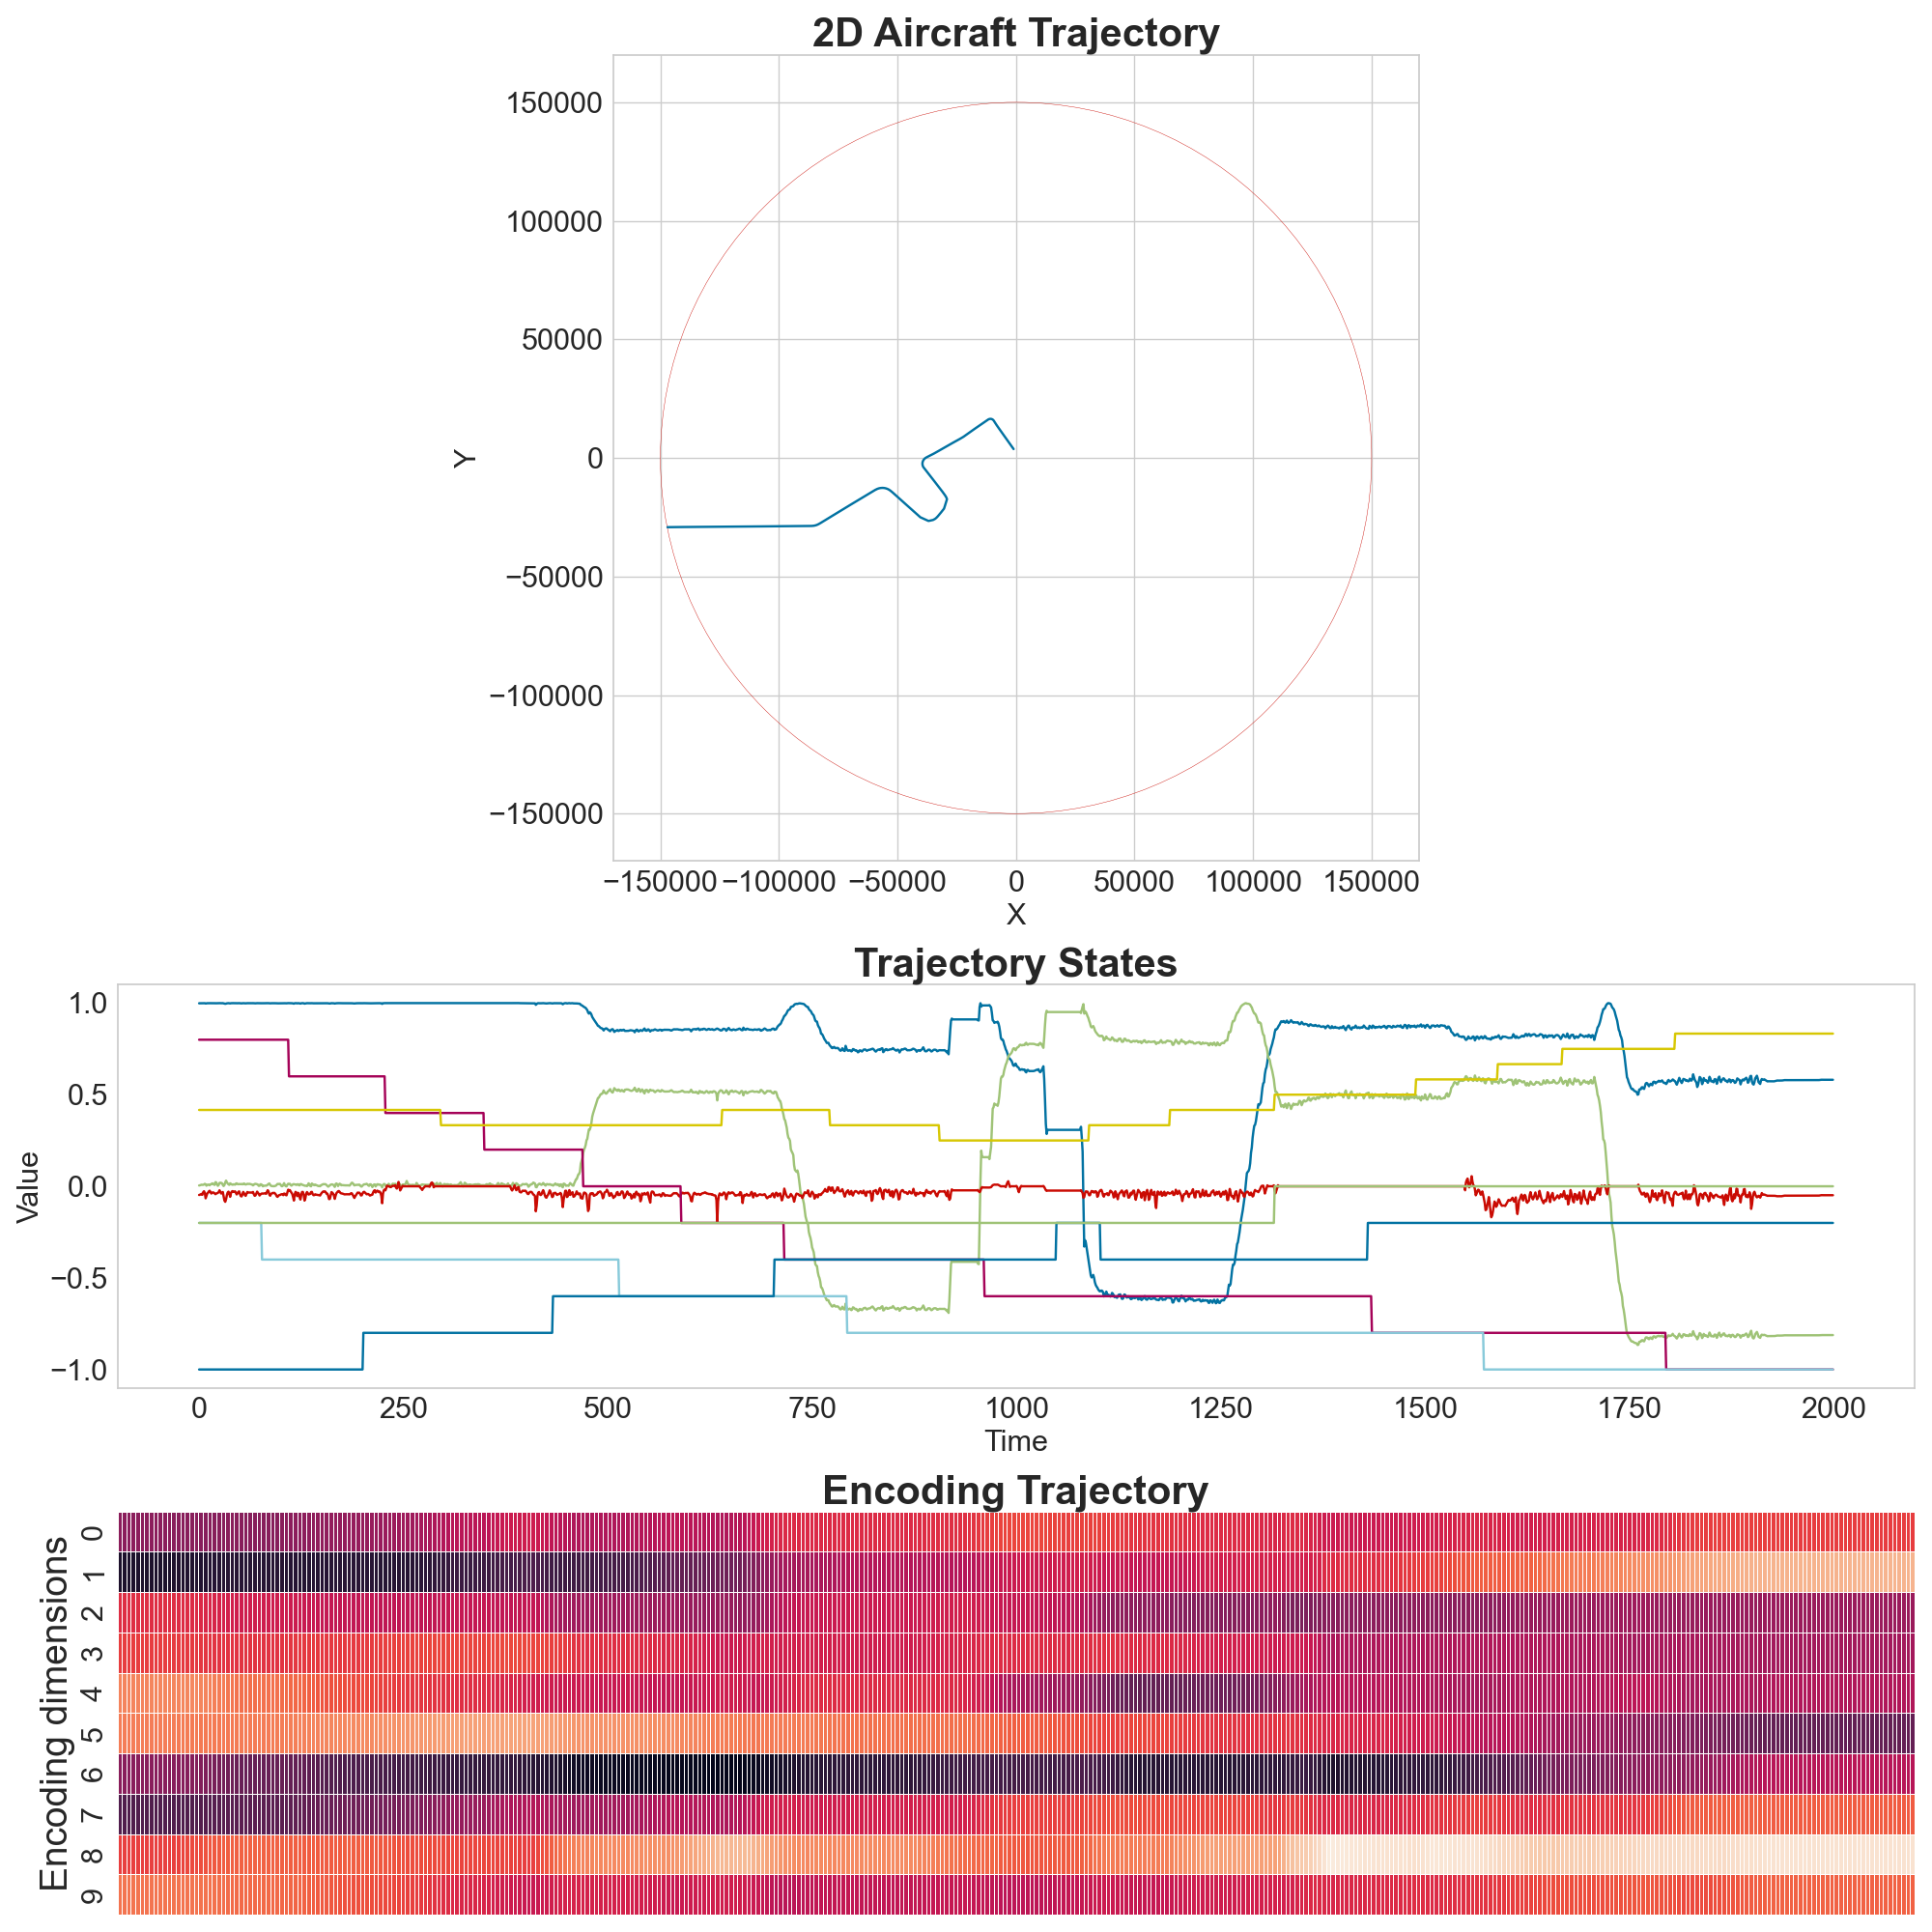 2D Aircraft Trajectory
150000
100000
50000
0
−50000
−100000
−150000
Y
−150000 −100000 −50000 0 50000 100000 150000
X
Trajectory States
1.0
0.5
0.0
−0.5
−1.0
Value
0 250 500 750 1000 1250 1500 1750 2000
Time
Encoding Trajectory
Encoding dimensions
0
1
2
3
4
5
6
7
8
9